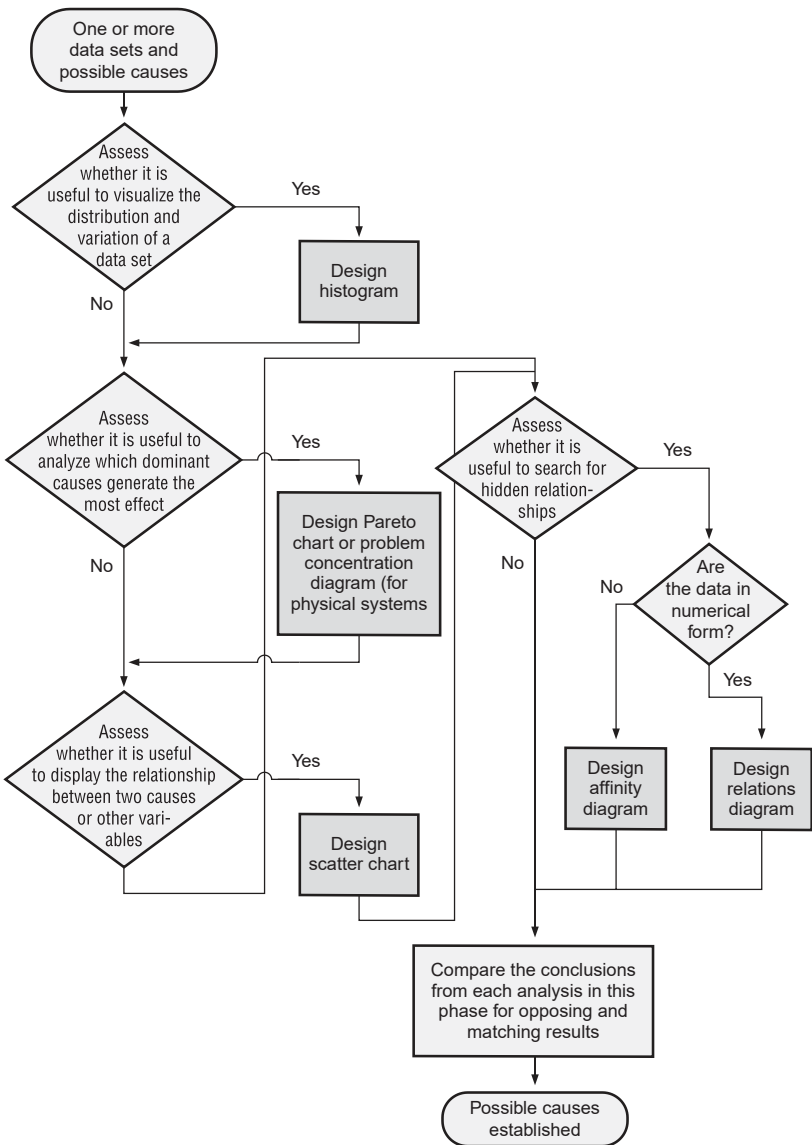 One or more
data sets and
possible causes
Assess
whether it is
useful to visualize the
distribution and
variation of a
data set
Yes
Design
histogram
No
Assess
whether it is useful to
analyze which dominant
causes generate the
most effect
Yes
Design Pareto
chart or problem
concentration
diagram (for
physical systems
No
Assess
whether it is useful
to display the relationship
between two causes
or other vari-
ables
Yes
Design
scatter chart
Assess
whether it is
useful to search for
hidden relation-
ships
Yes
No
Are
the data in
numerical
form?
No
Yes
Design
affinity
diagram
Design
relations
diagram
Compare the conclusions
from each analysis in this
phase for opposing and
matching results
Possible causes
established